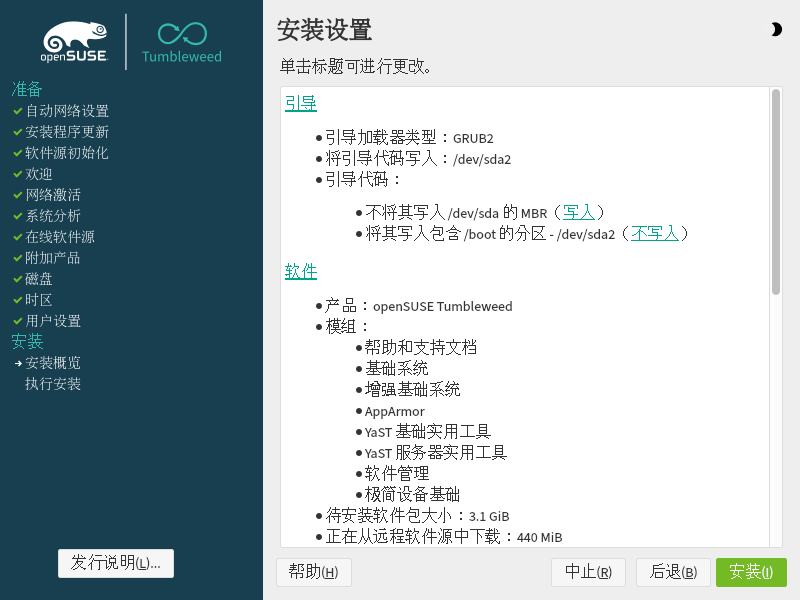 openSUSE
Tumbleweed
准备
自动网络设置
安装程序更新
软件源初始化
欢迎
网络激活
系统分析
在线软件源
附加产品
磁盘
时区
用户设置
安装
安装概览
执行安装
发行说明(L)...
安装设置
单击标题可进行更改。
引导
引导加载器类型：GRUB2
将引导代码写入：/dev/sda2
引导代码：
不将其写入 /dev/sda 的 MBR（写入）
将其写入包含 /boot 的分区 - /dev/sda2（不写入）
软件
产品：openSUSE Tumbleweed
模组：
帮助和支持文档
基础系统
增强基础系统
AppArmor
YaST 基础实用工具
YaST 服务器实用工具
软件管理
极简设备基础
待安装软件包大小：3.1 GiB
正在从远程软件源中下载：440 MiB
帮助(H) 中止(R) 后退(B) 安装(I)